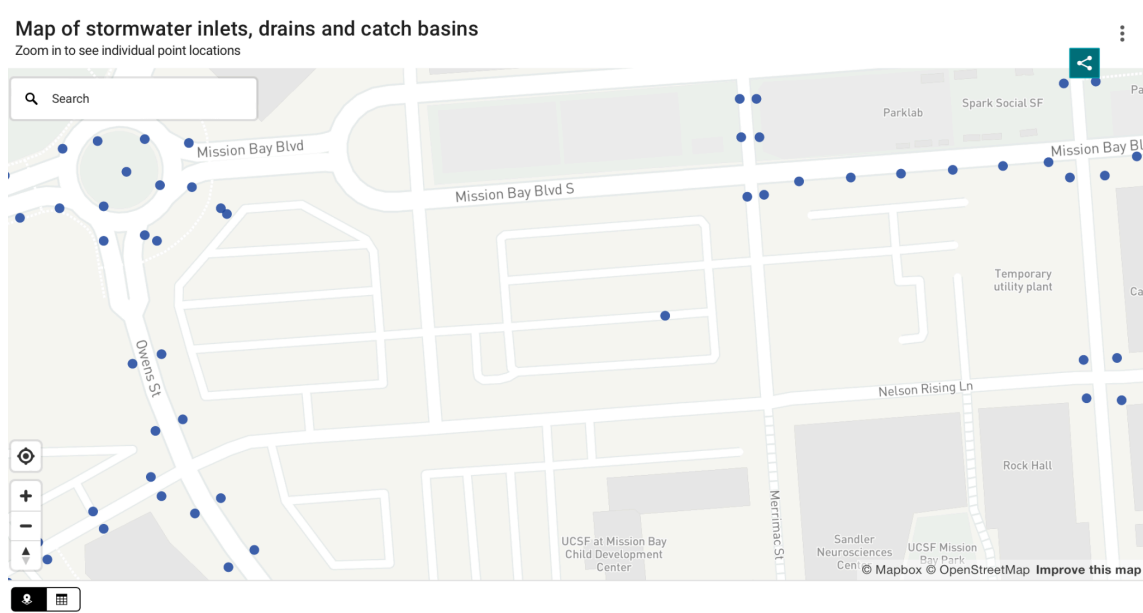 Map of stormwater inlets, drains and catch basins
Zoom in to see individual point locations
Search
Parklab
Spark Social SF
Pa
Mission Bay Blvd
Mission Bay Bl
Mission Bay Blvd S
Temporary
utility plant
Ca
Owens St
Nelson Rising Ln
Rock Hall
Merrimac St
UCSF at Mission Bay
Child Development
Center
Sandler
Neurosciences
Cent
UCSF Mission
Bay Park
© Mapbox © OpenStreetMap Improve this map